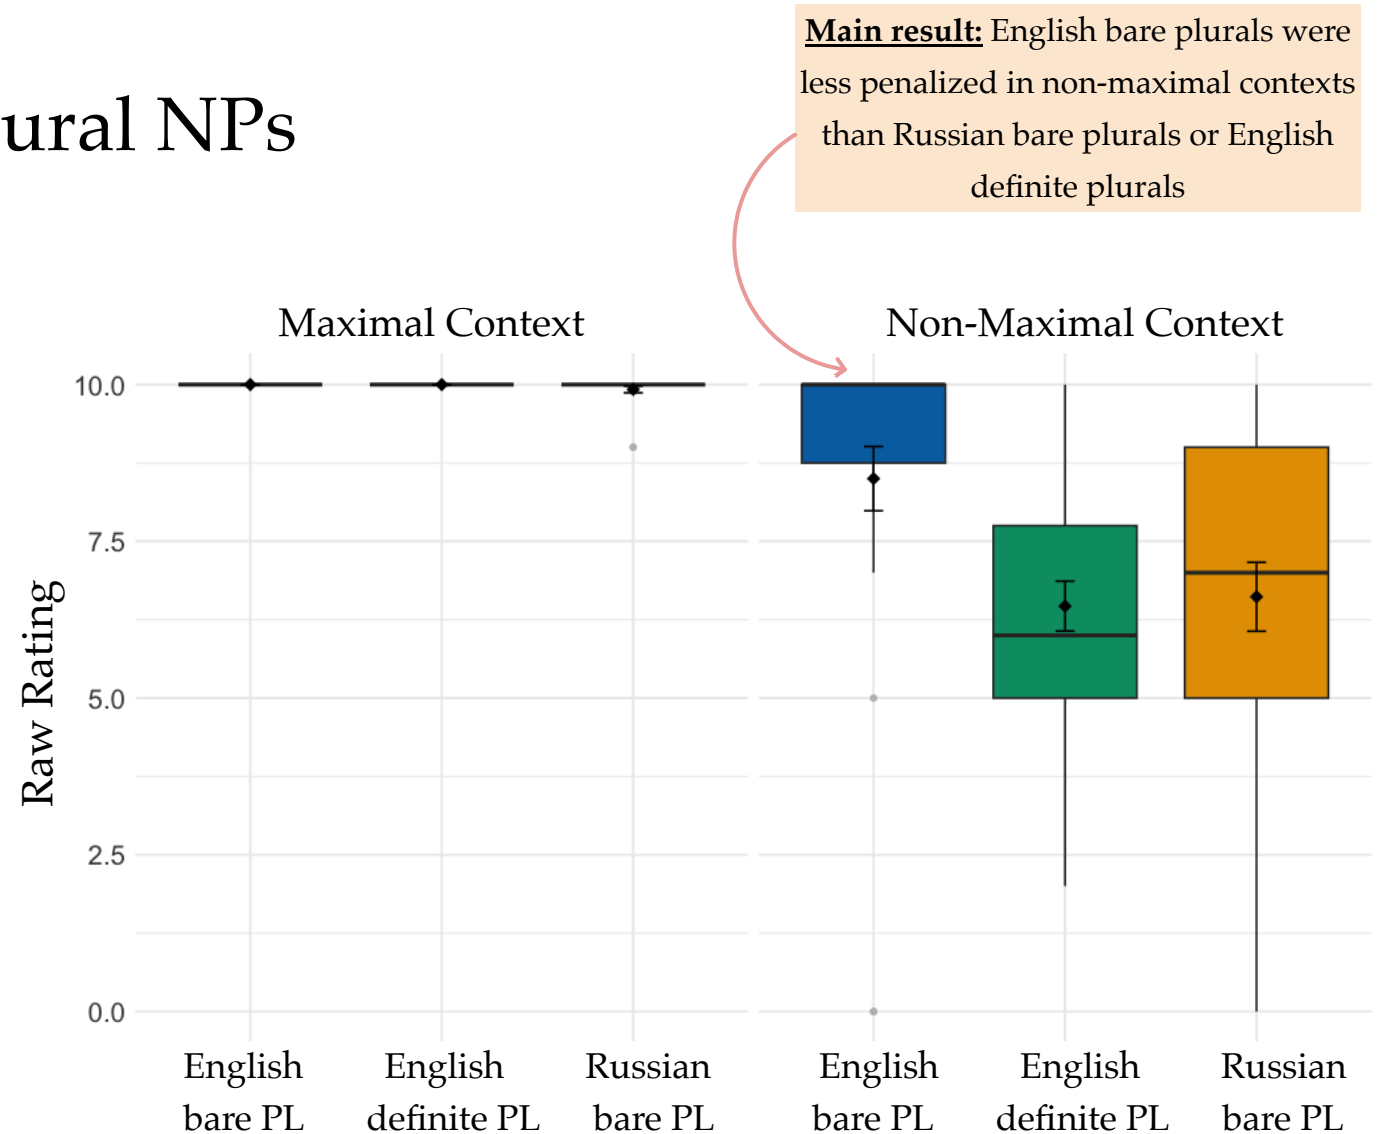 Main result: English bare plurals were
less penalized in non-maximal contexts
than Russian bare plurals or English
definite plurals
ural NPs
Maximal Context
Non-Maximal Context
Raw Rating
10.0
7.5
5.0
2.5
0.0
English
bare PL
English
definite PL
Russian
bare PL
English
bare PL
English
definite PL
Russian
bare PL